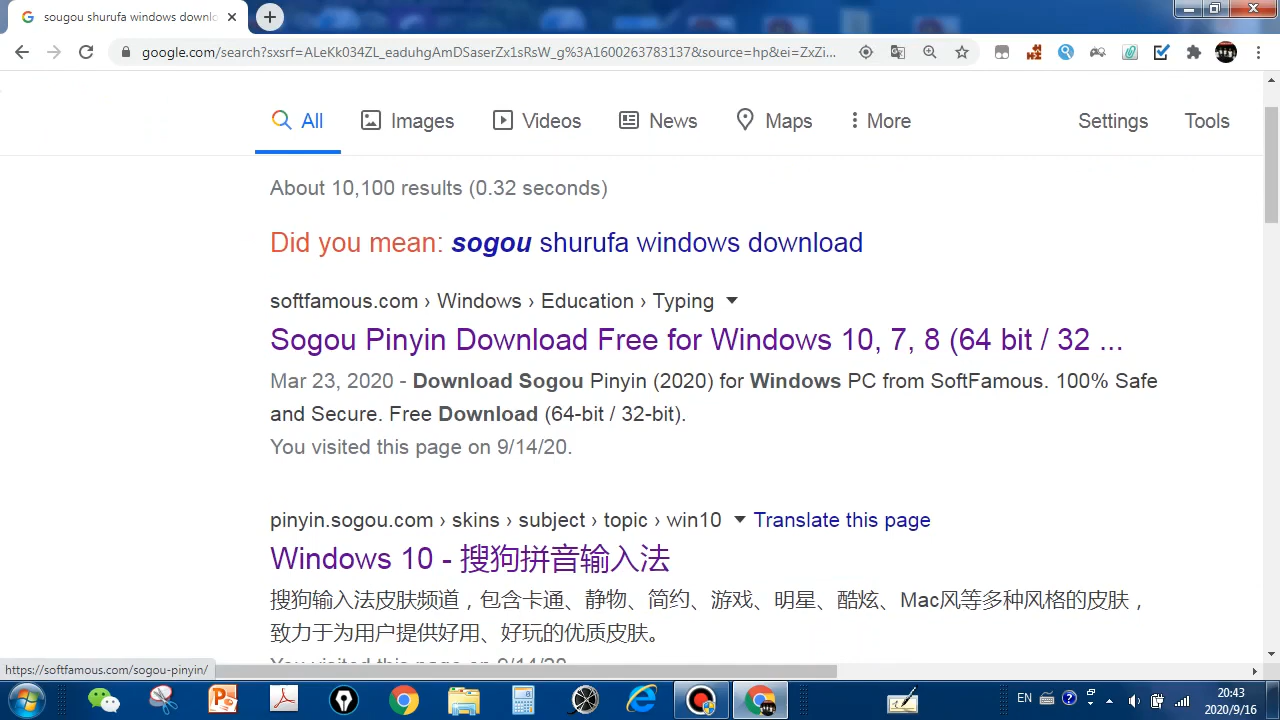 sougou shurufa windows downlo
google.com/search?sxsrf=ALeKk034ZL_eaduhgAmDSaserZx1sRsW_g%3A1600263783137&source=hp&ei=ZxZi...
All Images Videos News Maps More Settings Tools
About 10,100 results (0.32 seconds)
Did you mean: sogou shurufa windows download
softfamous.com › Windows › Education › Typing
Sogou Pinyin Download Free for Windows 10, 7, 8 (64 bit / 32 ...
Mar 23, 2020 - Download Sogou Pinyin (2020) for Windows PC from SoftFamous. 100% Safe
and Secure. Free Download (64-bit / 32-bit).
You visited this page on 9/14/20.
pinyin.sogou.com › skins › subject › topic › win10 Translate this page
Windows 10 - 搜狗拼音输入法
搜狗输入法皮肤频道，包含卡通、静物、简约、游戏、明星、酷炫、Mac风等多种风格的皮肤，
致力于为用户提供好用、好玩的优质皮肤。
You visited this page on 9/14/20.
https://softfamous.com/sogou-pinyin/
EN 20:43
2020/9/16